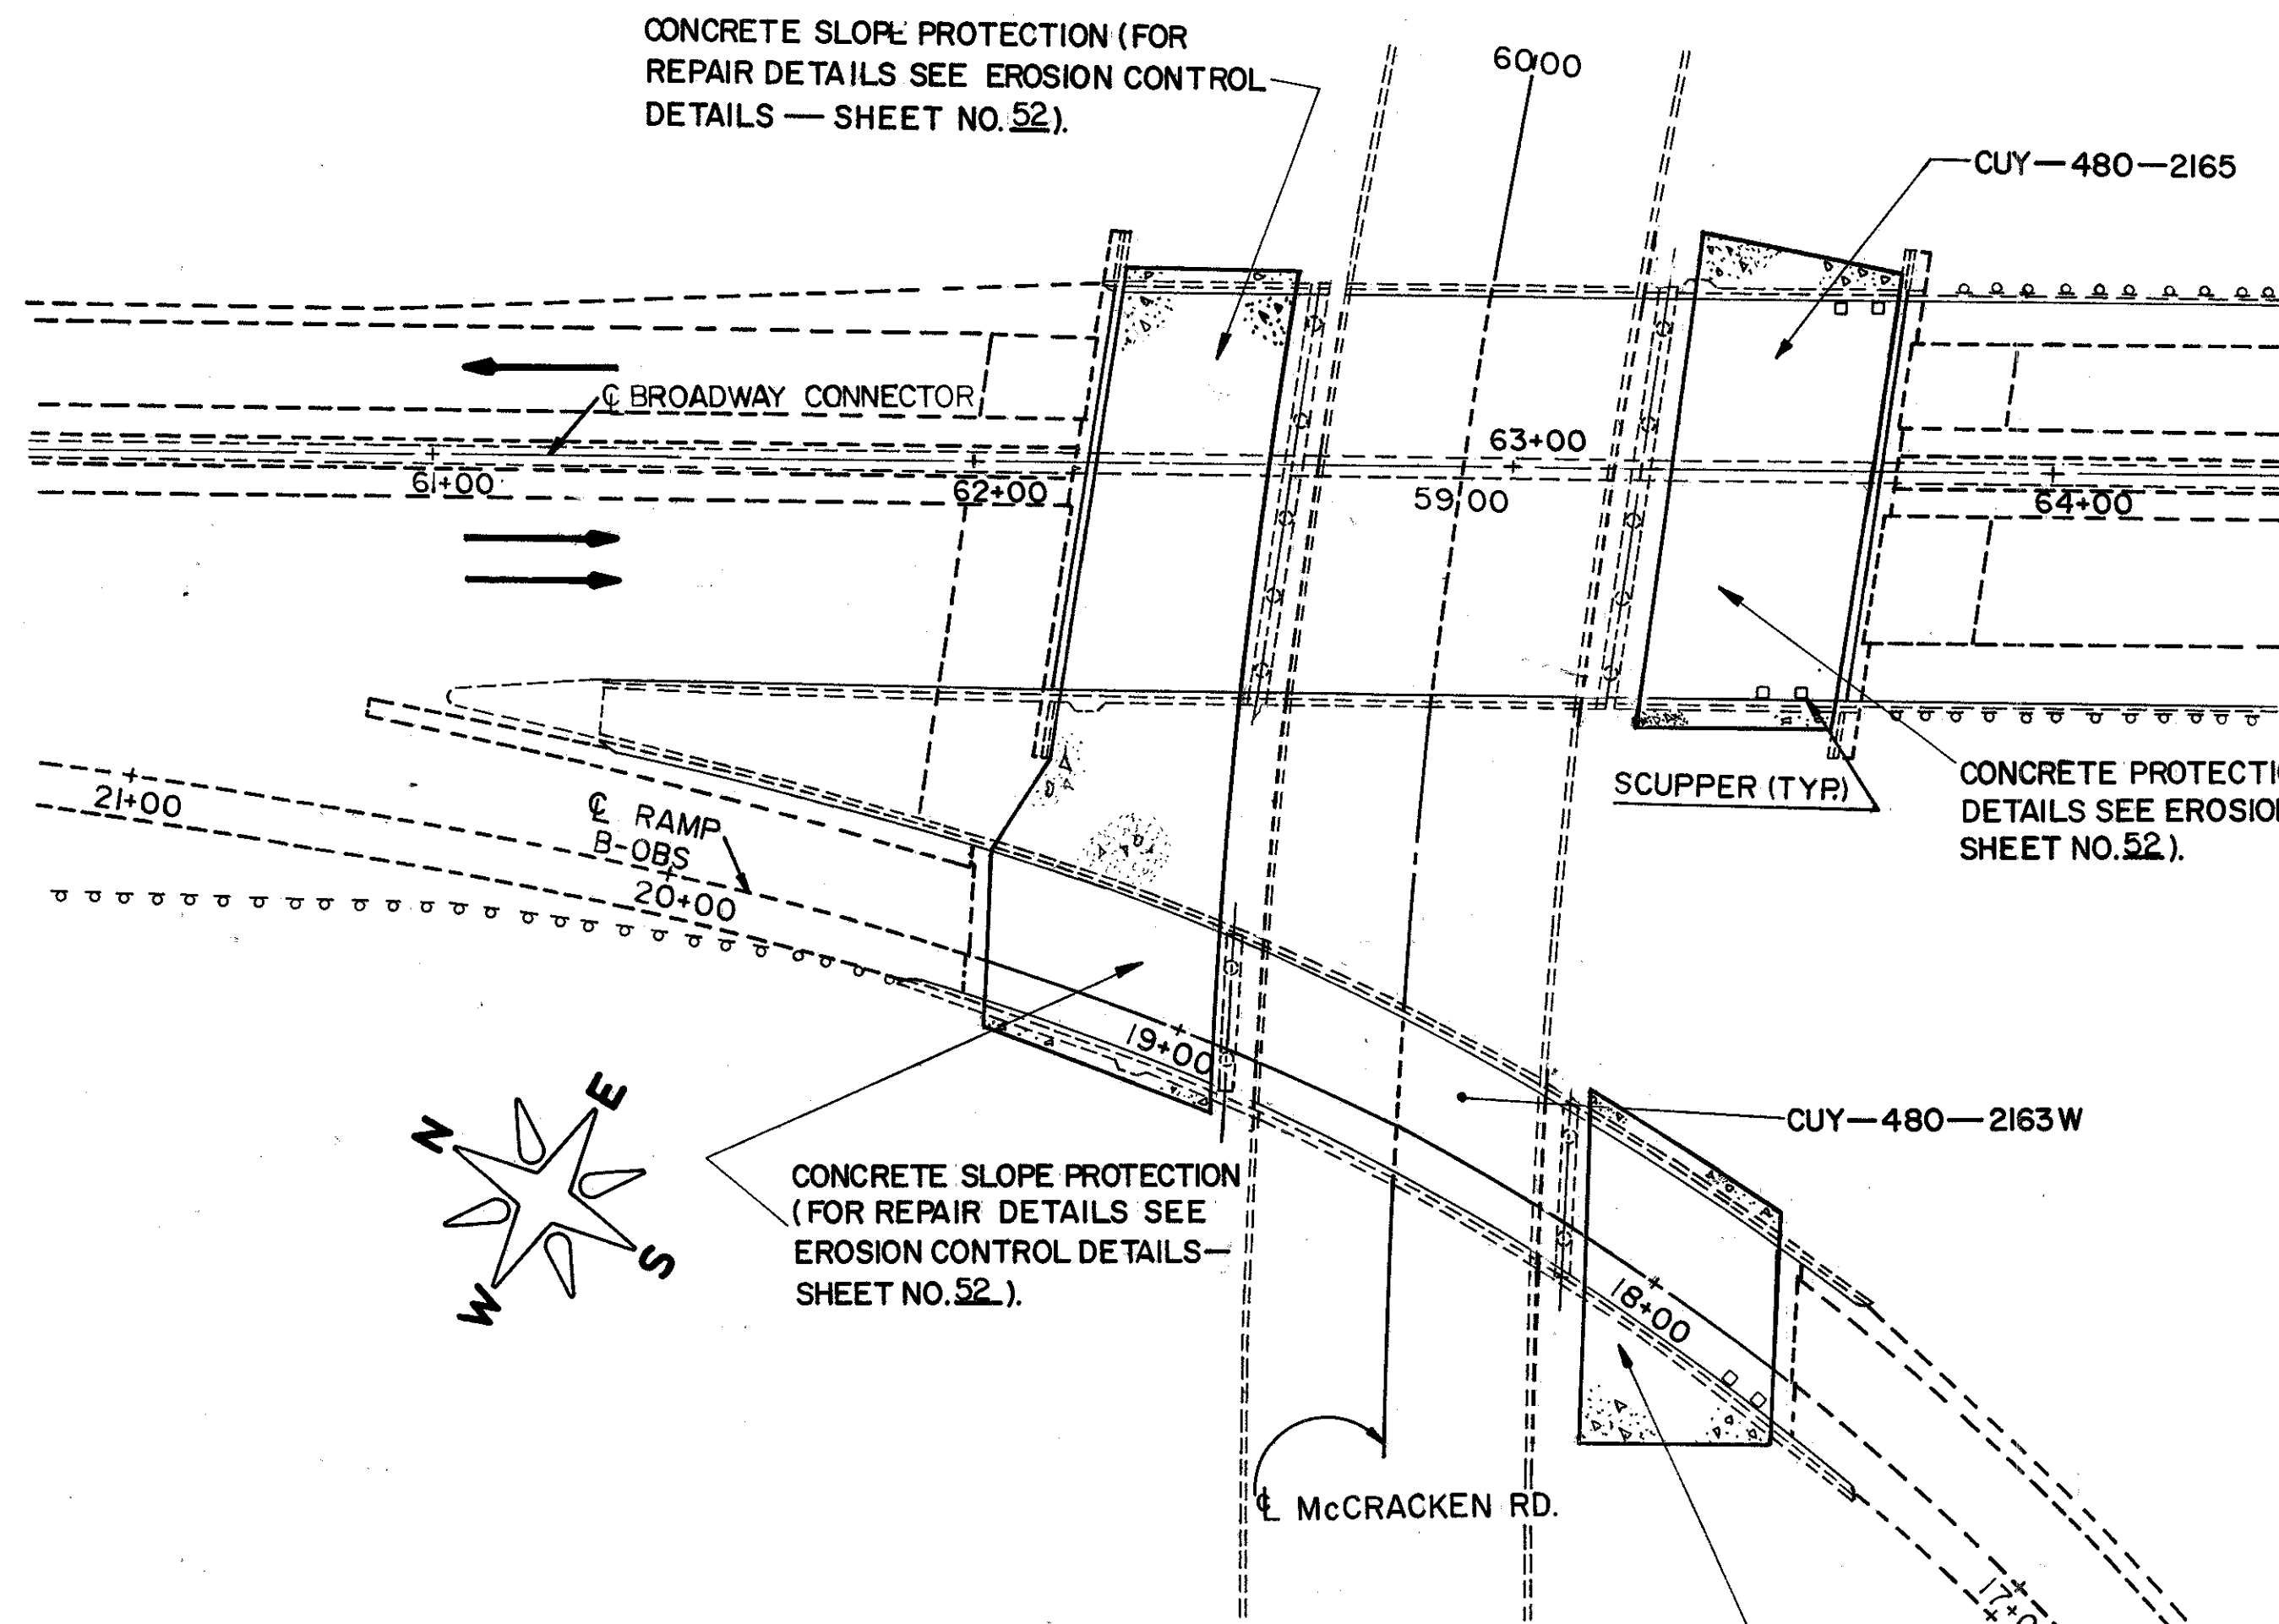 CONCRETE SLOPE PROTECTION (FOR
REPAIR DETAILS SEE EROSION CONTROL
DETAILS — SHEET NO. 52).
60 00
CUY—480—2165
℄ BROADWAY CONNECTOR
61+00
62+00
63+00
59 00
64+00
21+00
℄ RAMP
B-OBS
20+00
SCUPPER (TYP.)
CONCRETE PROTECTI
DETAILS SEE EROSIO
SHEET NO. 52).
19+00
CUY—480—2163W
N
E
S
W
CONCRETE SLOPE PROTECTION
(FOR REPAIR DETAILS SEE
EROSION CONTROL DETAILS—
SHEET NO. 52).
18+00
℄ McCRACKEN RD.